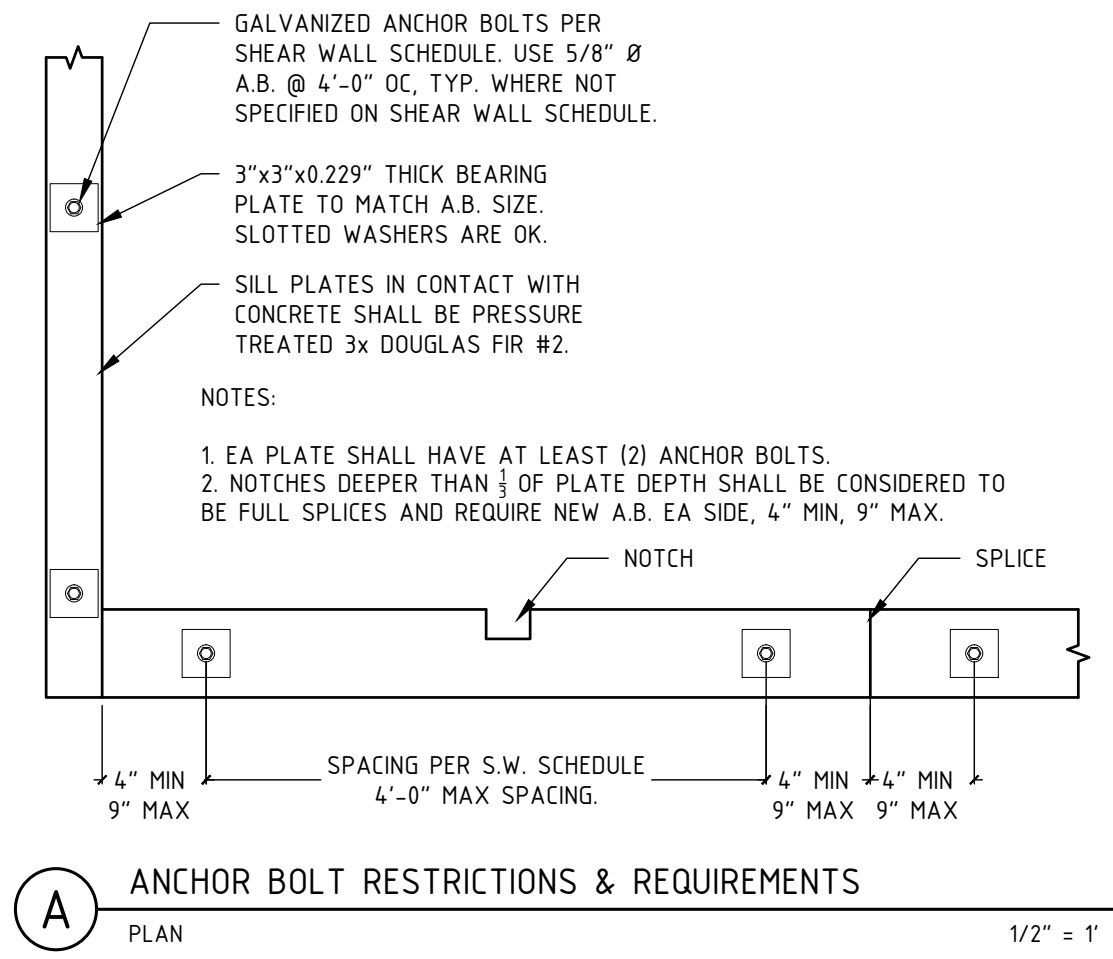 GALVANIZED ANCHOR BOLTS PER
SHEAR WALL SCHEDULE. USE 5/8" Ø
A.B. @ 4'-0" OC, TYP. WHERE NOT
SPECIFIED ON SHEAR WALL SCHEDULE.
3"x3"x0.229" THICK BEARING
PLATE TO MATCH A.B. SIZE.
SLOTTED WASHERS ARE OK.
SILL PLATES IN CONTACT WITH
CONCRETE SHALL BE PRESSURE
TREATED 3x DOUGLAS FIR #2.
NOTES:
1. EA PLATE SHALL HAVE AT LEAST (2) ANCHOR BOLTS.
2. NOTCHES DEEPER THAN 1/3 OF PLATE DEPTH SHALL BE CONSIDERED TO
BE FULL SPLICES AND REQUIRE NEW A.B. EA SIDE, 4" MIN, 9" MAX.
NOTCH
SPLICE
4" MIN
9" MAX
SPACING PER S.W. SCHEDULE
4'-0" MAX SPACING.
4" MIN
9" MAX
4" MIN
9" MAX
A
ANCHOR BOLT RESTRICTIONS & REQUIREMENTS
PLAN
1/2" = 1'